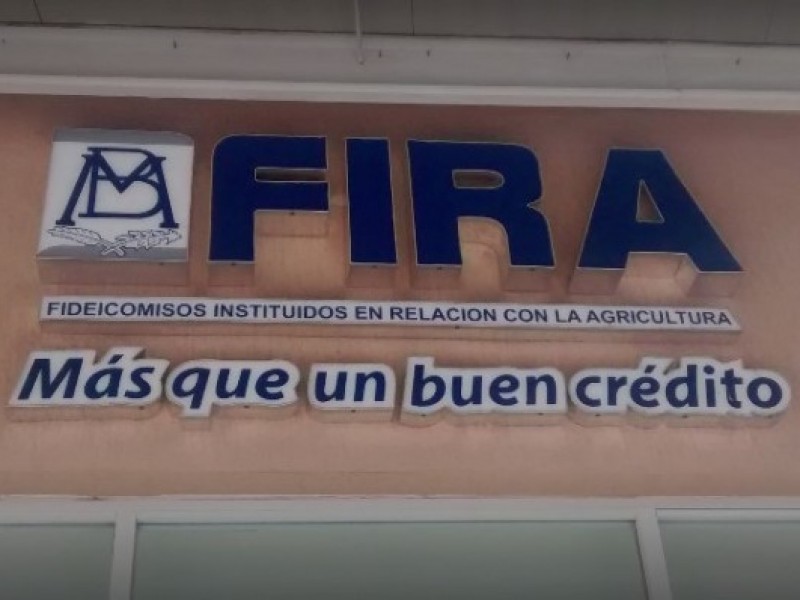 FIRA
FIDEICOMISOS INSTITUIDOS EN RELACION CON LA AGRICULTURA
Más que un buen crédito